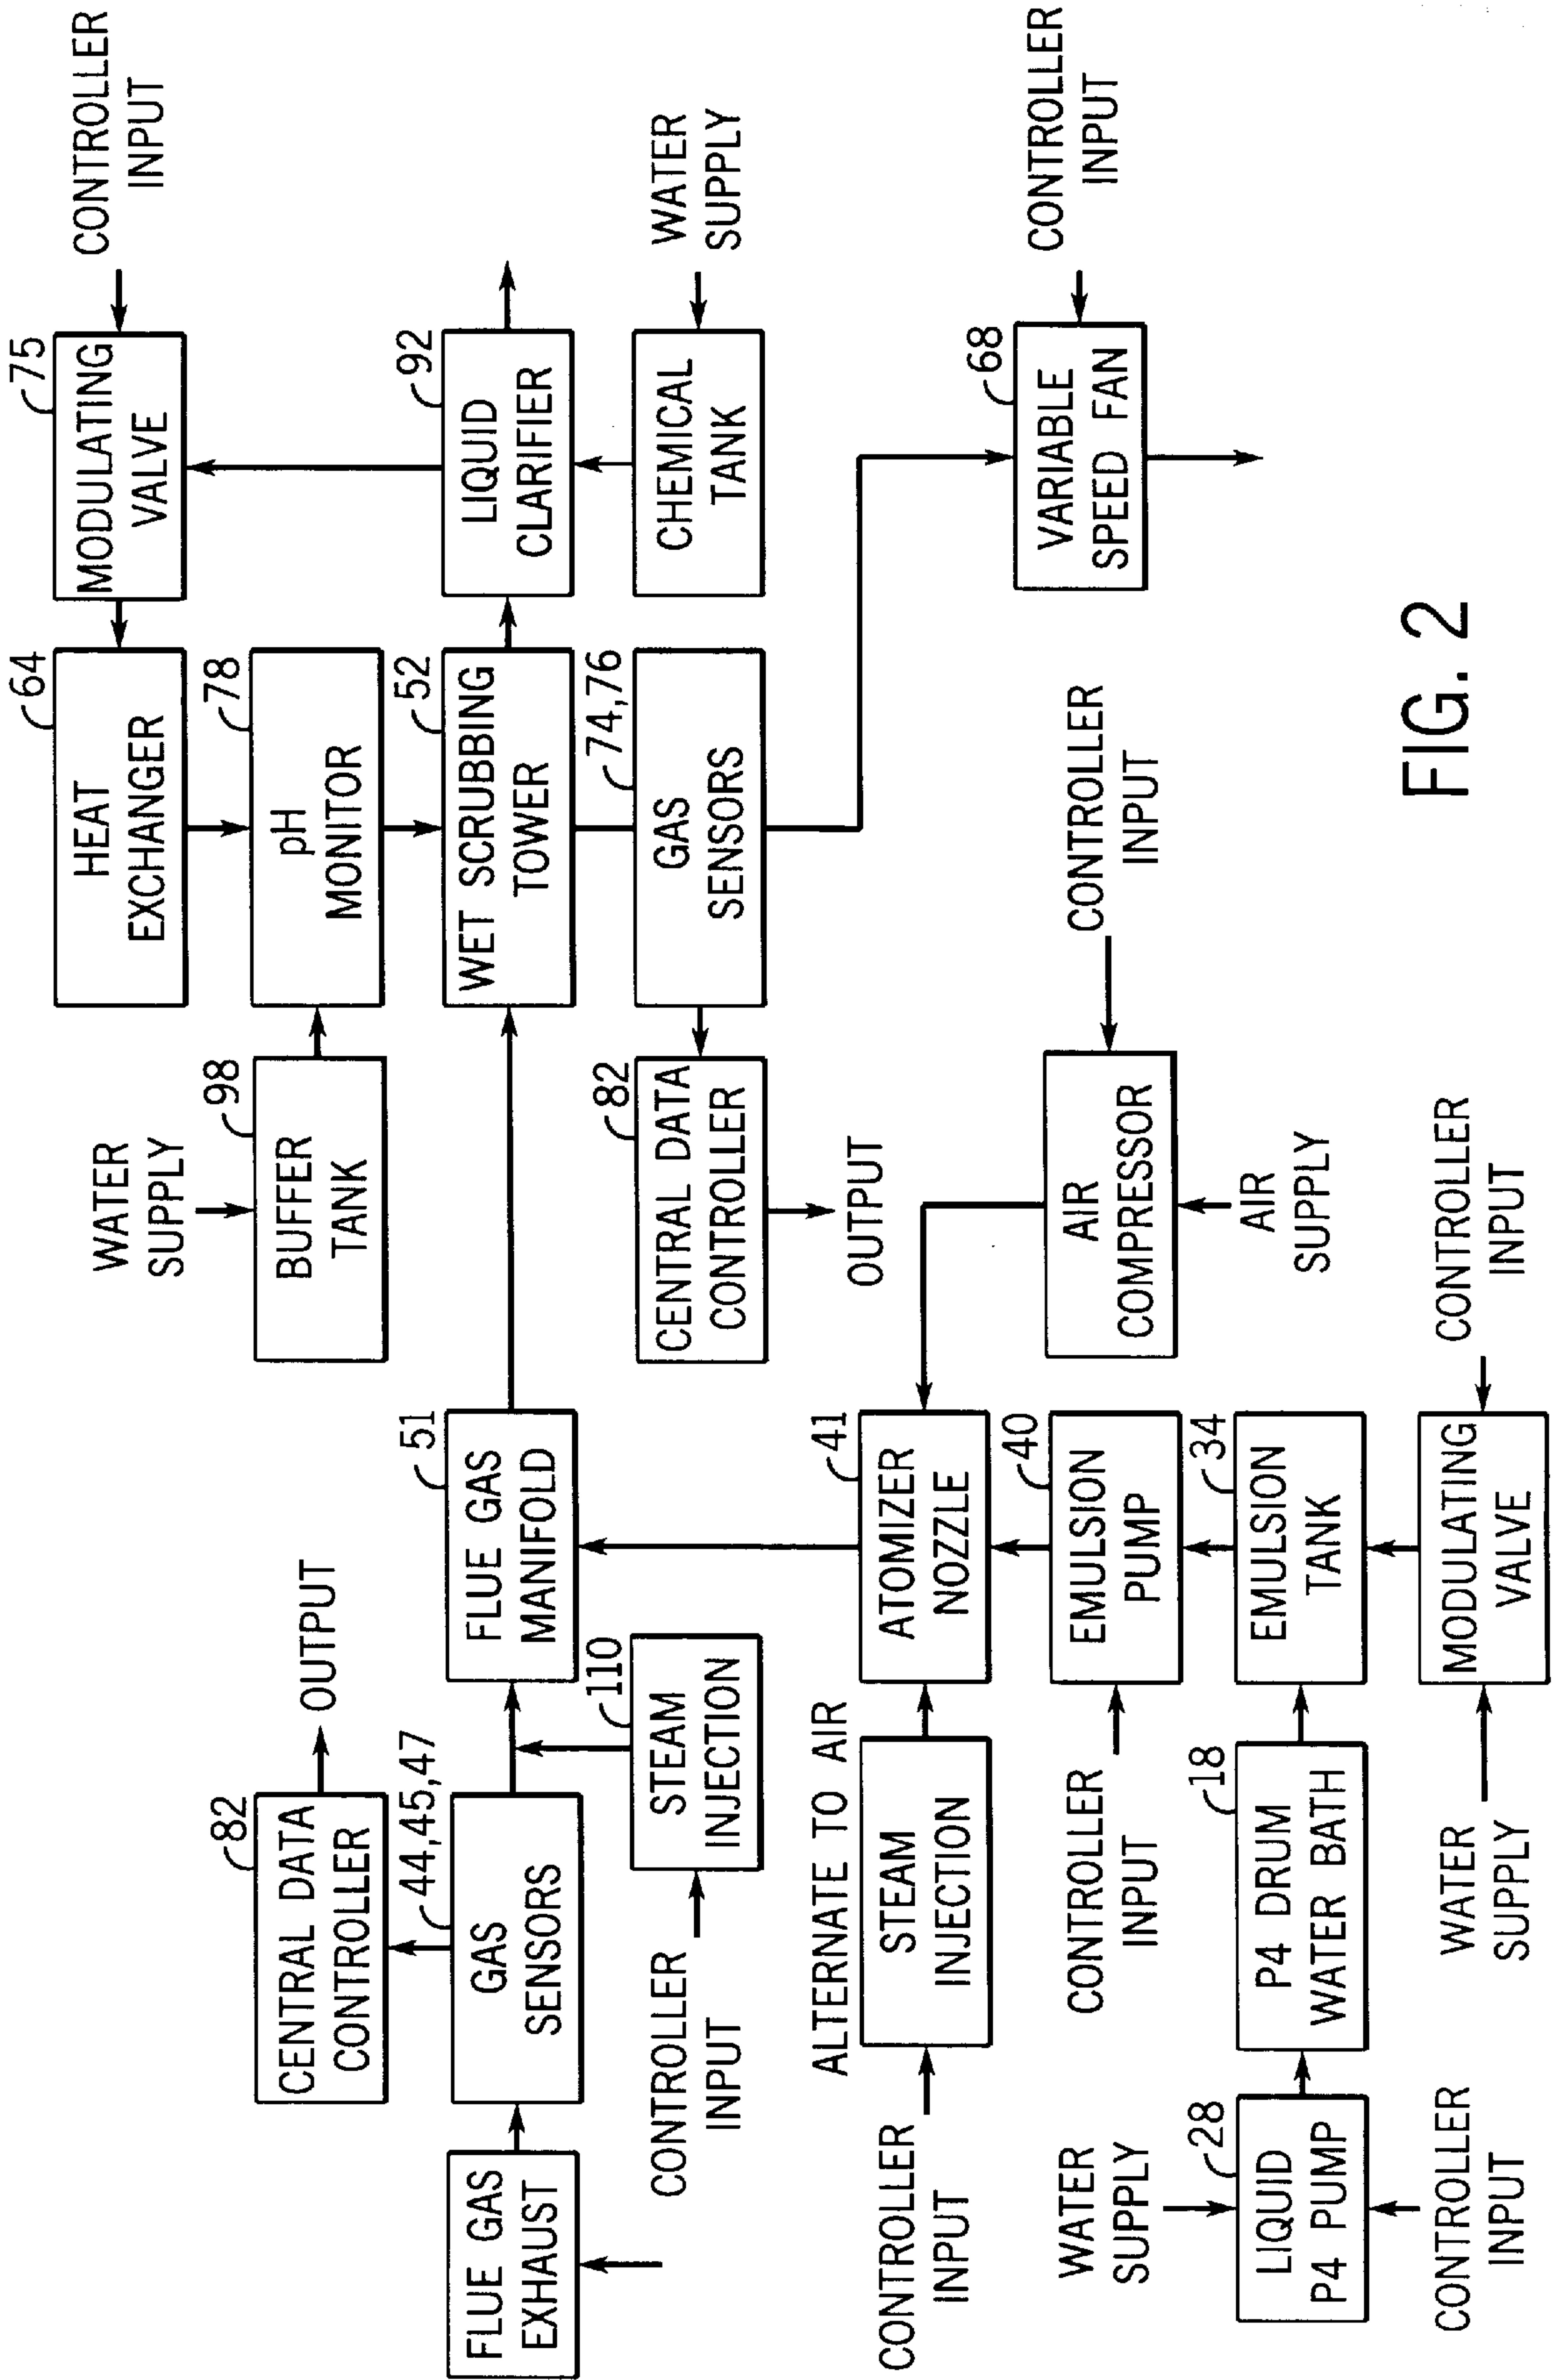 FLUE GAS
EXHAUST
82
CENTRAL DATA
CONTROLLER
OUTPUT
44,45,47
GAS
SENSORS
CONTROLLER
INPUT
110
STEAM
INJECTION
51
FLUE GAS
MANIFOLD
WATER
SUPPLY
98
BUFFER
TANK
64
HEAT
EXCHANGER
75
MODULATING
VALVE
CONTROLLER
INPUT
78
pH
MONITOR
52
WET SCRUBBING
TOWER
92
LIQUID
CLARIFIER
74,76
GAS
SENSORS
CHEMICAL
TANK
WATER
SUPPLY
82
CENTRAL DATA
CONTROLLER
OUTPUT
68
VARIABLE
SPEED FAN
CONTROLLER
INPUT
ALTERNATE TO AIR
CONTROLLER
INPUT
STEAM
INJECTION
41
ATOMIZER
NOZZLE
CONTROLLER
INPUT
40
EMULSION
PUMP
AIR
COMPRESSOR
AIR
SUPPLY
CONTROLLER
INPUT
WATER
SUPPLY
28
LIQUID
P4 PUMP
CONTROLLER
INPUT
18
P4 DRUM
WATER BATH
34
EMULSION
TANK
WATER
SUPPLY
MODULATING
VALVE
CONTROLLER
INPUT
FIG. 2